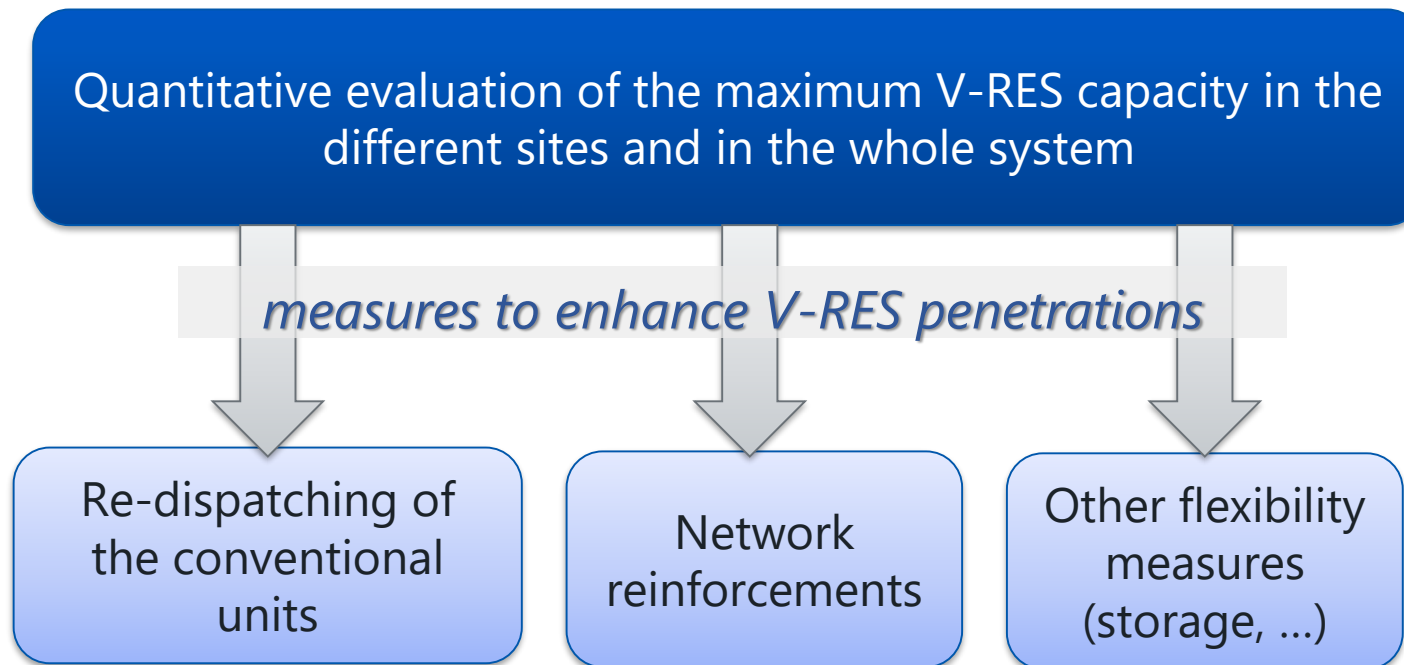 Quantitative evaluation of the maximum V-RES capacity in the
different sites and in the whole system
measures to enhance V-RES penetrations
Re-dispatching of
the conventional
units
Network
reinforcements
Other flexibility
measures
(storage, ...)